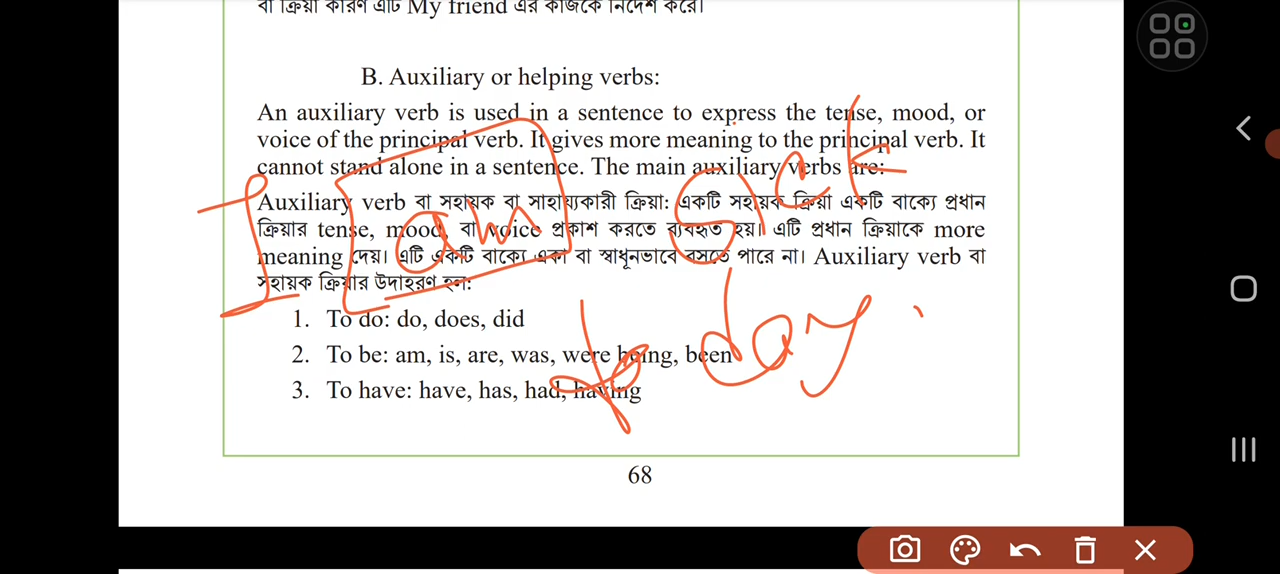 বা ক্রিয়া কারণ এটি My friend এর কাজকে নির্দেশ করে।
B. Auxiliary or helping verbs:
An auxiliary verb is used in a sentence to express the tense, mood, or
voice of the principal verb. It gives more meaning to the principal verb. It
cannot stand alone in a sentence. The main auxiliary verbs are:
Auxiliary verb বা সহায়ক বা সাহায্যকারী ক্রিয়া: একটি সহায়ক ক্রিয়া একটি বাক্যে প্রধান
ক্রিয়ার tense, mood, বা voice প্রকাশ করতে ব্যবহৃত হয়। এটি প্রধান ক্রিয়াকে more
meaning দেয়। এটি একটি বাক্যে একা বা স্বাধূনভাবে বসতে পারে না। Auxiliary verb বা
সহায়ক ক্রিয়ার উদাহরণ হল:
I am sick
to day
1. To do: do, does, did
2. To be: am, is, are, was, were being, been
3. To have: have, has, had, having
68